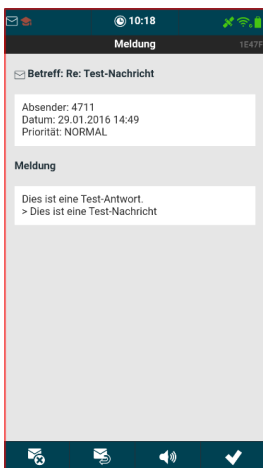 10:18
Meldung
1E47F
Betreff: Re: Test-Nachricht
Absender: 4711
Datum: 29.01.2016 14:49
Priorität: NORMAL
Meldung
Dies ist eine Test-Antwort.
> Dies ist eine Test-Nachricht